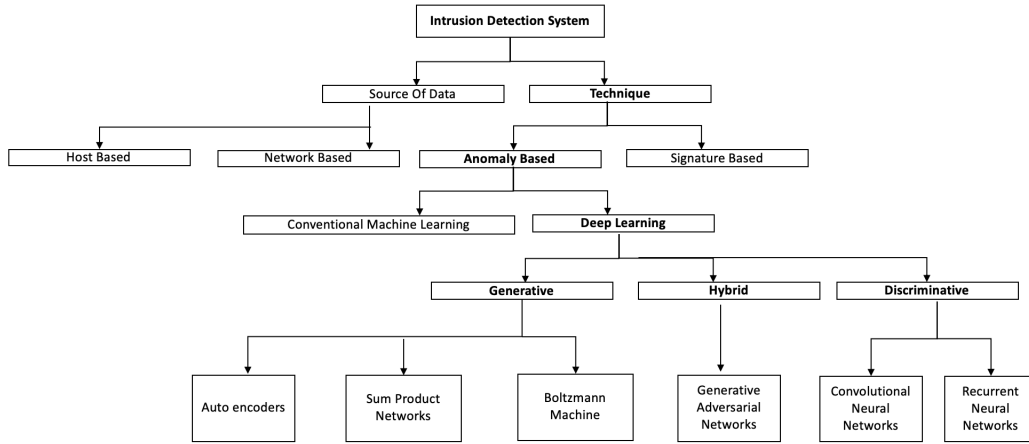 Intrusion Detection System
Source Of Data
Technique
Host Based
Network Based
Anomaly Based
Signature Based
Conventional Machine Learning
Deep Learning
Generative
Hybrid
Discriminative
Auto encoders
Sum Product
Networks
Boltzmann
Machine
Generative
Adversarial
Networks
Convolutional
Neural
Networks
Recurrent
Neural
Networks